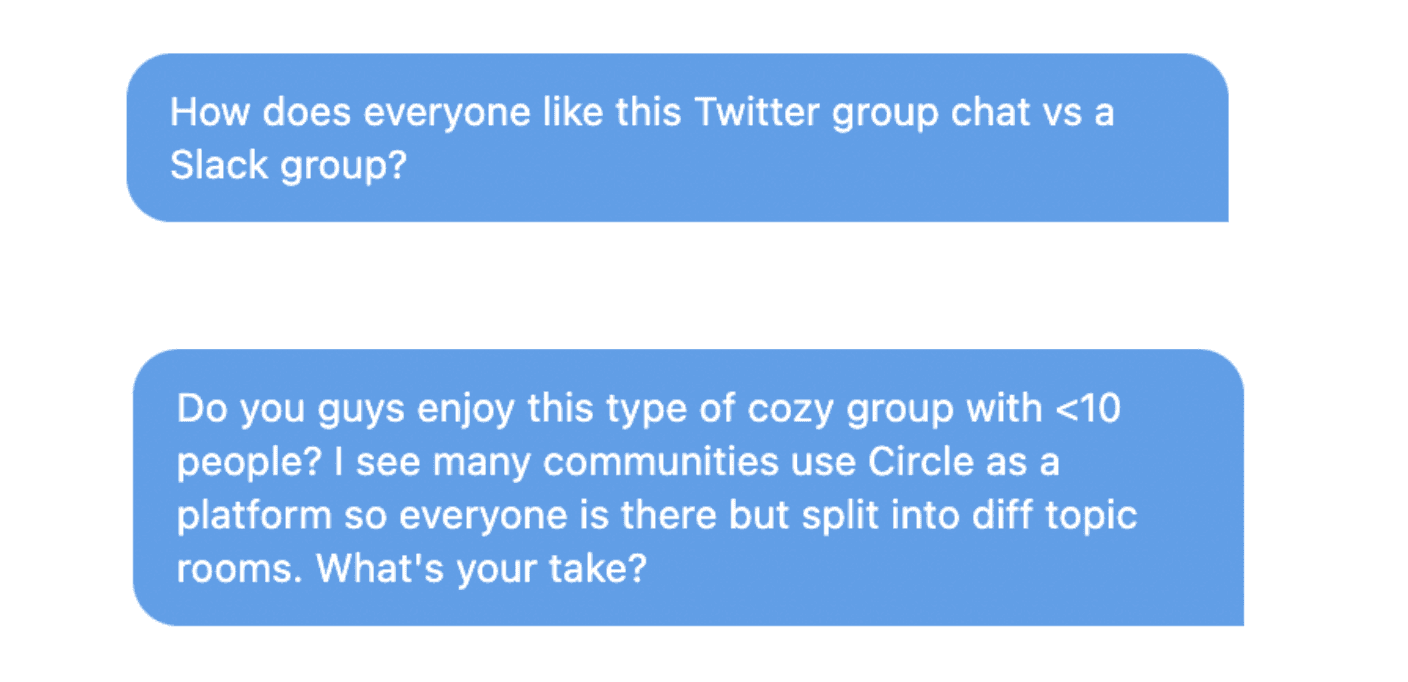 How does everyone like this Twitter group chat vs a
Slack group?
Do you guys enjoy this type of cozy group with <10
people? I see many communities use Circle as a
platform so everyone is there but split into diff topic
rooms. What's your take?